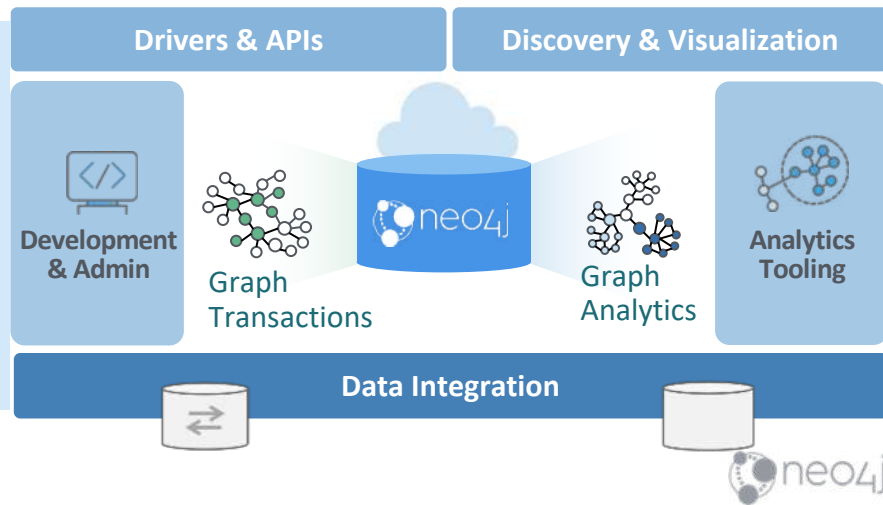 Drivers & APIs
Discovery & Visualization
</>
neo4j
Development
& Admin
Graph
Transactions
Graph
Analytics
Analytics
Tooling
Data Integration
neo4j